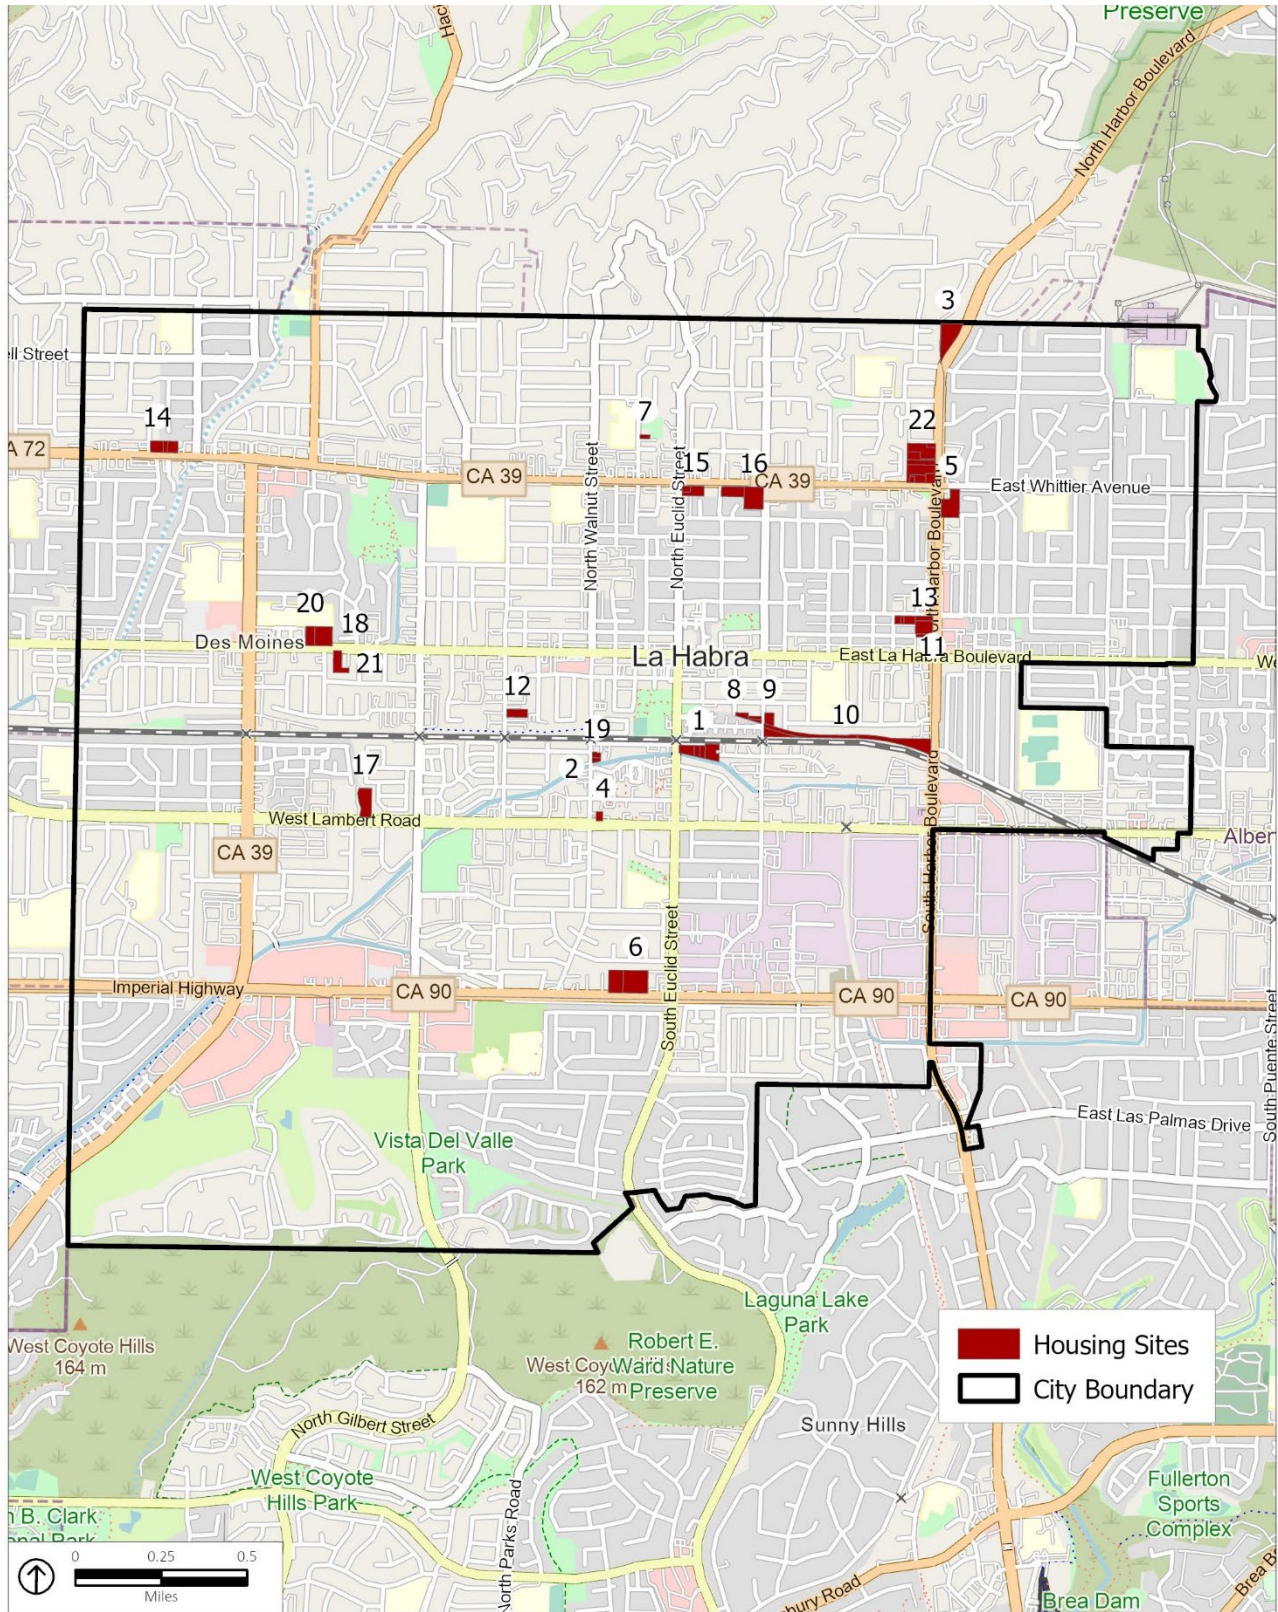 Preserve
North Harbor Boulevard
3
ell Street
14
7
22
A 72
CA 39
15
16
CA 39
5
East Whittier Avenue
North Walnut Street
North Euclid Street
20
18
13
Des Moines
21
La Habra
11
East La Habra Boulevard
12
8
9
19
1
10
17
2
4
West Lambert Road
CA 39
South Harbor Boulevard
Alber
6
Imperial Highway
CA 90
CA 90
CA 90
South Euclid Street
South Puente Street
East Las Palmas Drive
Vista Del Valle
Park
Laguna Lake
Park
West Coyote Hills
164 m
162 m
Robert E.
Ward Nature
Preserve
Housing Sites
City Boundary
North Gilbert Street
Sunny Hills
West Coyote
Hills Park
North Parks Road
Fullerton
Sports
Complex
n B. Clark
0 0.25 0.5
Miles
bury Road
Brea Dam